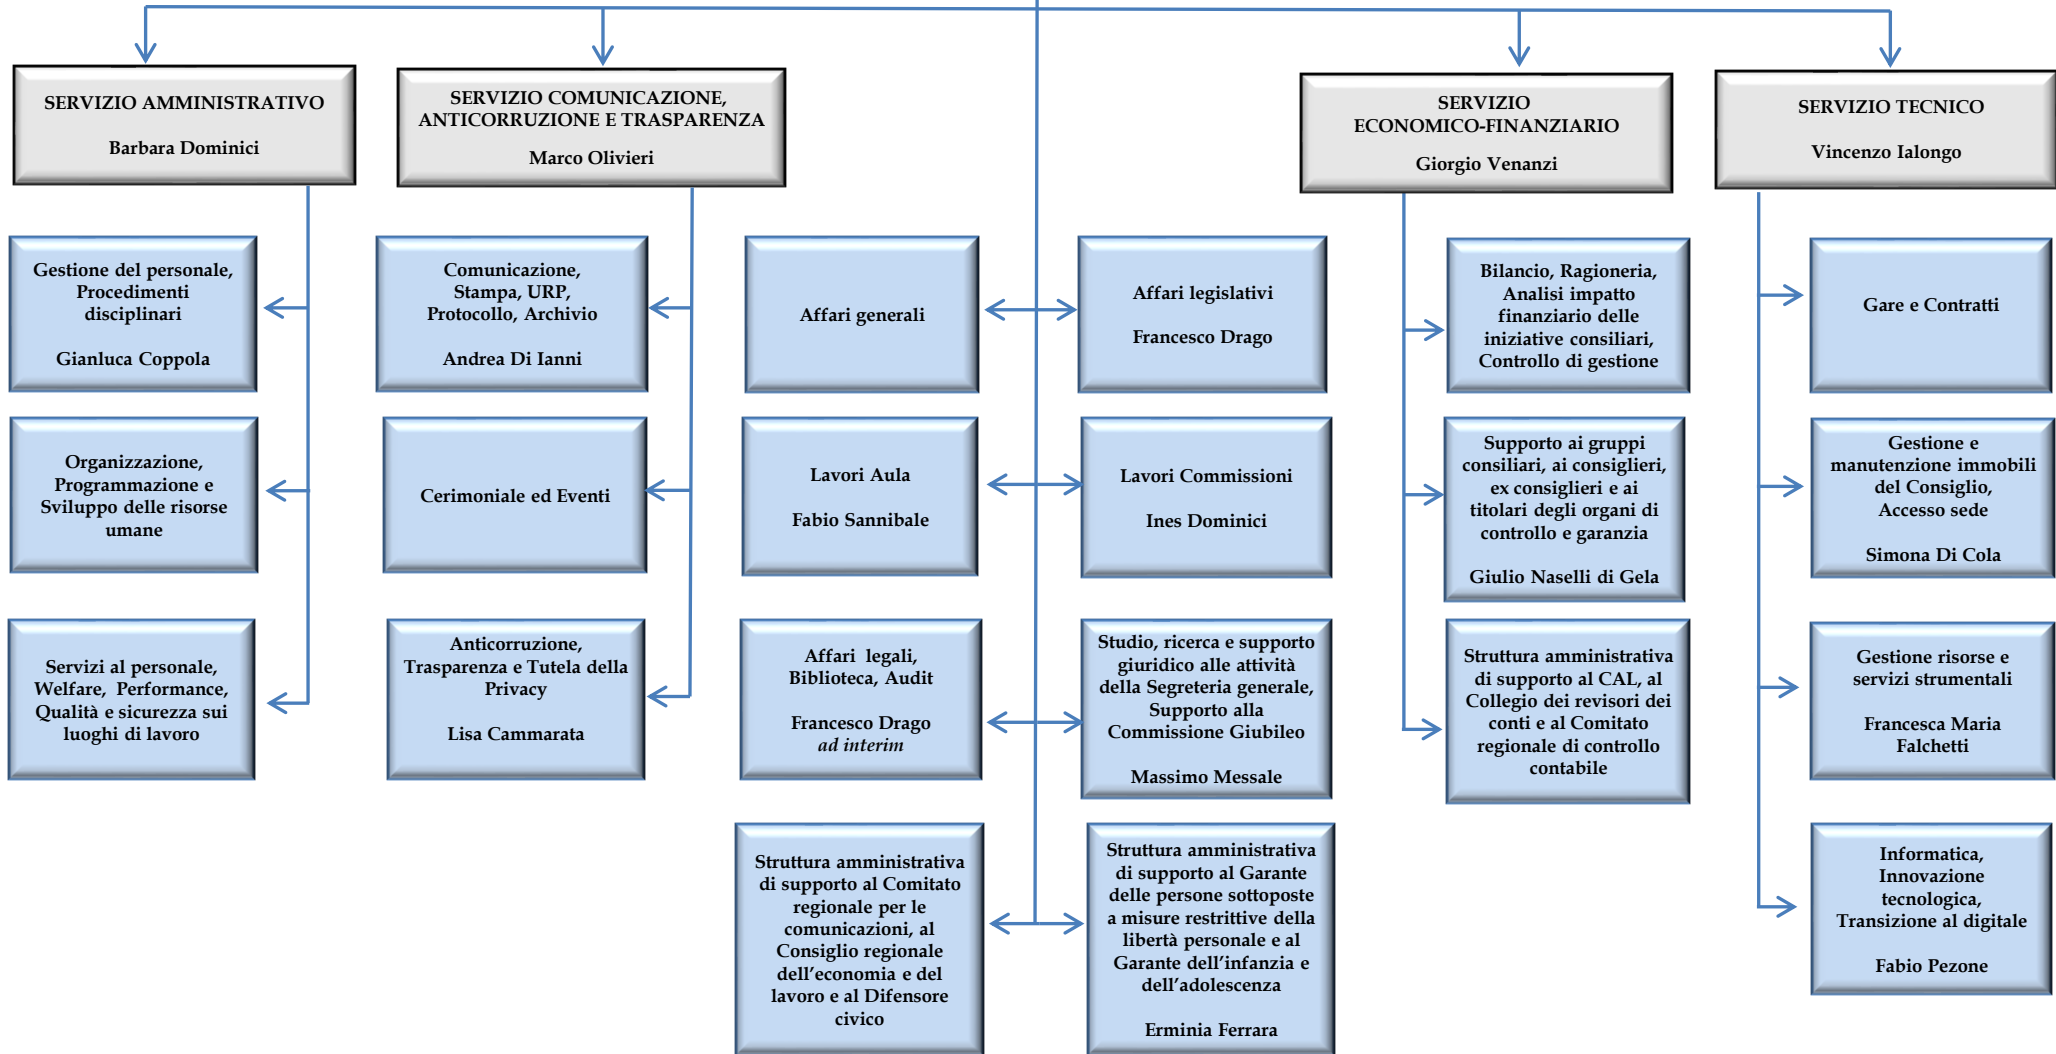 SERVIZIO AMMINISTRATIVO
Barbara Dominici
SERVIZIO COMUNICAZIONE,
ANTICORRUZIONE E TRASPARENZA
Marco Olivieri
SERVIZIO
ECONOMICO-FINANZIARIO
Giorgio Venanzi
SERVIZIO TECNICO
Vincenzo Ialongo
Gestione del personale,
Procedimenti
disciplinari
Gianluca Coppola
Comunicazione,
Stampa, URP,
Protocollo, Archivio
Andrea Di Ianni
Affari generali
Affari legislativi
Francesco Drago
Bilancio, Ragioneria,
Analisi impatto
finanziario delle
iniziative consiliari,
Controllo di gestione
Gare e Contratti
Organizzazione,
Programmazione e
Sviluppo delle risorse
umane
Cerimoniale ed Eventi
Lavori Aula
Fabio Sannibale
Lavori Commissioni
Ines Dominici
Supporto ai gruppi
consiliari, ai consiglieri,
ex consiglieri e ai
titolari degli organi di
controllo e garanzia
Giulio Naselli di Gela
Gestione e
manutenzione immobili
del Consiglio,
Accesso sede
Simona Di Cola
Servizi al personale,
Welfare, Performance,
Qualità e sicurezza sui
luoghi di lavoro
Anticorruzione,
Trasparenza e Tutela della
Privacy
Lisa Cammarata
Affari legali,
Biblioteca, Audit
Francesco Drago
ad interim
Studio, ricerca e supporto
giuridico alle attività
della Segreteria generale,
Supporto alla
Commissione Giubileo
Massimo Messale
Struttura amministrativa
di supporto al CAL, al
Collegio dei revisori dei
conti e al Comitato
regionale di controllo
contabile
Gestione risorse e
servizi strumentali
Francesca Maria
Falchetti
Struttura amministrativa
di supporto al Comitato
regionale per le
comunicazioni, al
Consiglio regionale
dell'economia e del
lavoro e al Difensore
civico
Struttura amministrativa
di supporto al Garante
delle persone sottoposte
a misure restrittive della
libertà personale e al
Garante dell'infanzia e
dell'adolescenza
Erminia Ferrara
Informatica,
Innovazione
tecnologica,
Transizione al digitale
Fabio Pezone